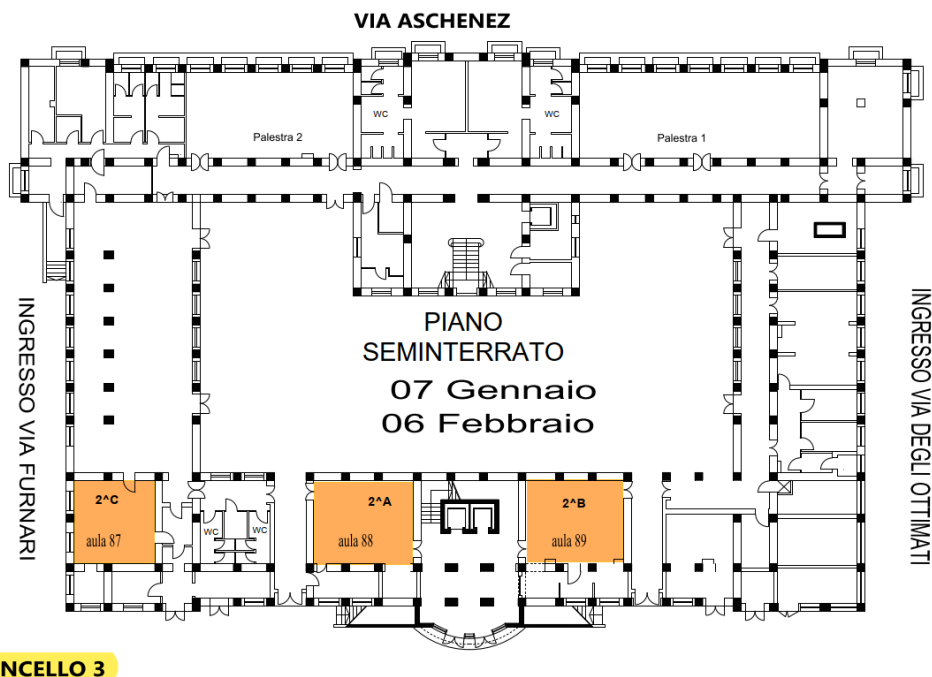 VIA ASCHENEZ
WC
WC
Palestra 2
Palestra 1
PIANO
SEMINTERRATO
07 Gennaio
06 Febbraio
INGRESSO VIA FURNARI
INGRESSO VIA DEGLI OTTIMATI
2^C
aula 87
WC
WC
2^A
aula 88
2^B
aula 89
NCELLO 3